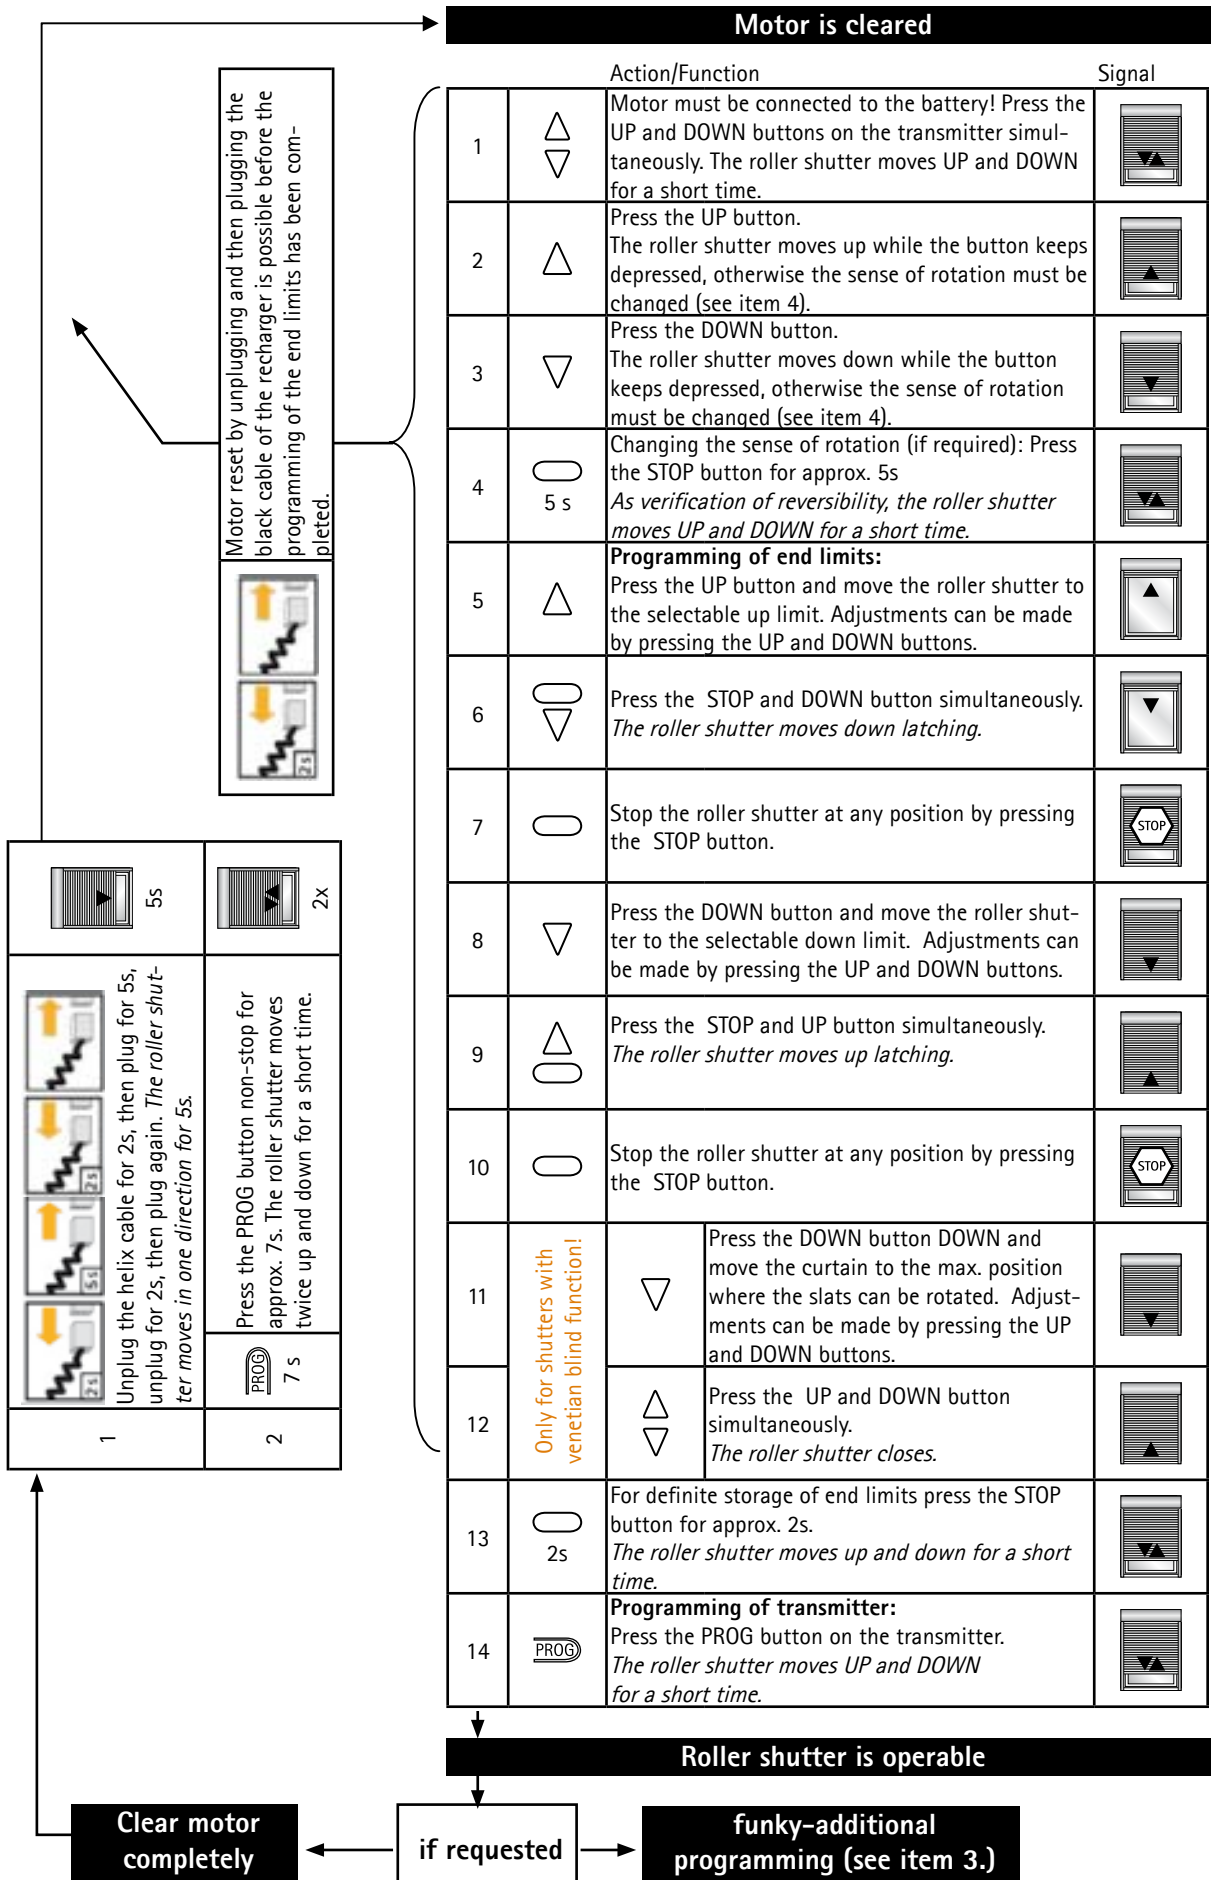 Motor is cleared
Action/Function
Signal
1
Motor must be connected to the battery! Press the
UP and DOWN buttons on the transmitter simul-
taneously. The roller shutter moves UP and DOWN
for a short time.
2
Press the UP button.
The roller shutter moves up while the button keeps
depressed, otherwise the sense of rotation must be
changed (see item 4).
3
Press the DOWN button.
The roller shutter moves down while the button
keeps depressed, otherwise the sense of rotation
must be changed (see item 4).
4
5 s
Changing the sense of rotation (if required): Press
the STOP button for approx. 5s
As verification of reversibility, the roller shutter
moves UP and DOWN for a short time.
5
Programming of end limits:
Press the UP button and move the roller shutter to
the selectable up limit. Adjustments can be made
by pressing the UP and DOWN buttons.
6
Press the STOP and DOWN button simultaneously.
The roller shutter moves down latching.
7
Stop the roller shutter at any position by pressing
the STOP button.
STOP
8
Press the DOWN button and move the roller shut-
ter to the selectable down limit. Adjustments can
be made by pressing the UP and DOWN buttons.
9
Press the STOP and UP button simultaneously.
The roller shutter moves up latching.
10
Stop the roller shutter at any position by pressing
the STOP button.
STOP
Only for shutters with
venetian blind function!
11
Press the DOWN button DOWN and
move the curtain to the max. position
where the slats can be rotated. Adjust-
ments can be made by pressing the UP
and DOWN buttons.
12
Press the UP and DOWN button
simultaneously.
The roller shutter closes.
13
2s
For definite storage of end limits press the STOP
button for approx. 2s.
The roller shutter moves up and down for a short
time.
14
PROG
Programming of transmitter:
Press the PROG button on the transmitter.
The roller shutter moves UP and DOWN
for a short time.
Roller shutter is operable
if requested
Clear motor
completely
funky-additional
programming (see item 3.)
Motor reset by unplugging and then plugging the
black cable of the recharger is possible before the
programming of the end limits has been com-
pleted.
2s
1
2s
5s
2s
Unplug the helix cable for 2s, then plug for 5s,
unplug for 2s, then plug again. The roller shut-
ter moves in one direction for 5s.
5s
2
PROG
7 s
Press the PROG button non-stop for
approx. 7s. The roller shutter moves
twice up and down for a short time.
2x